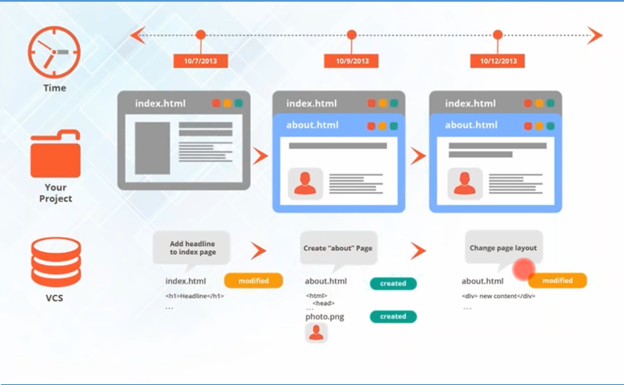 Time
10/7/2013
10/9/2013
10/12/2013
Your
Project
index.html
index.html
about.html
index.html
about.html
VCS
Add headline
to index page
index.html
modified
<h1>Headline</h1>
...
Create "about" Page
about.html
created
<html>
<head>
...
photo.png
created
Change page layout
about.html
modified
<div> new content</div>
...